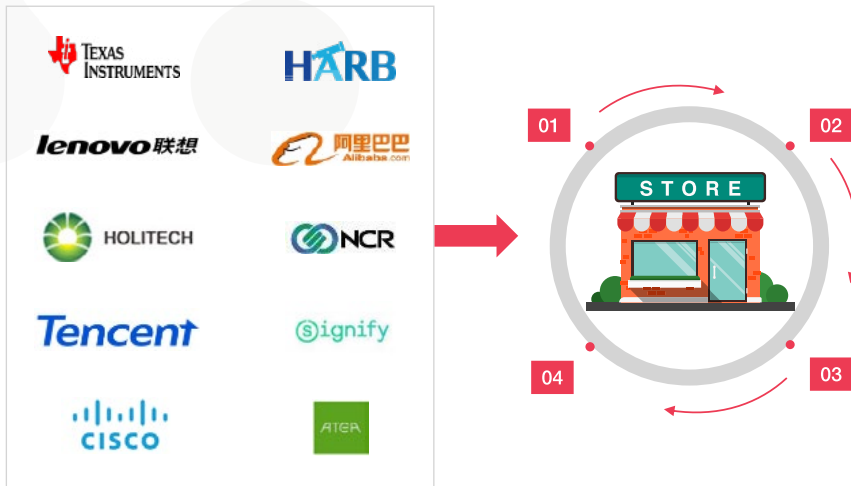 TEXAS
INSTRUMENTS
HARB
lenovo联想
阿里巴巴
Alibaba.com
HOLITECH
NCR
Tencent
signify
CISCO
ATEA
01
02
STORE
04
03